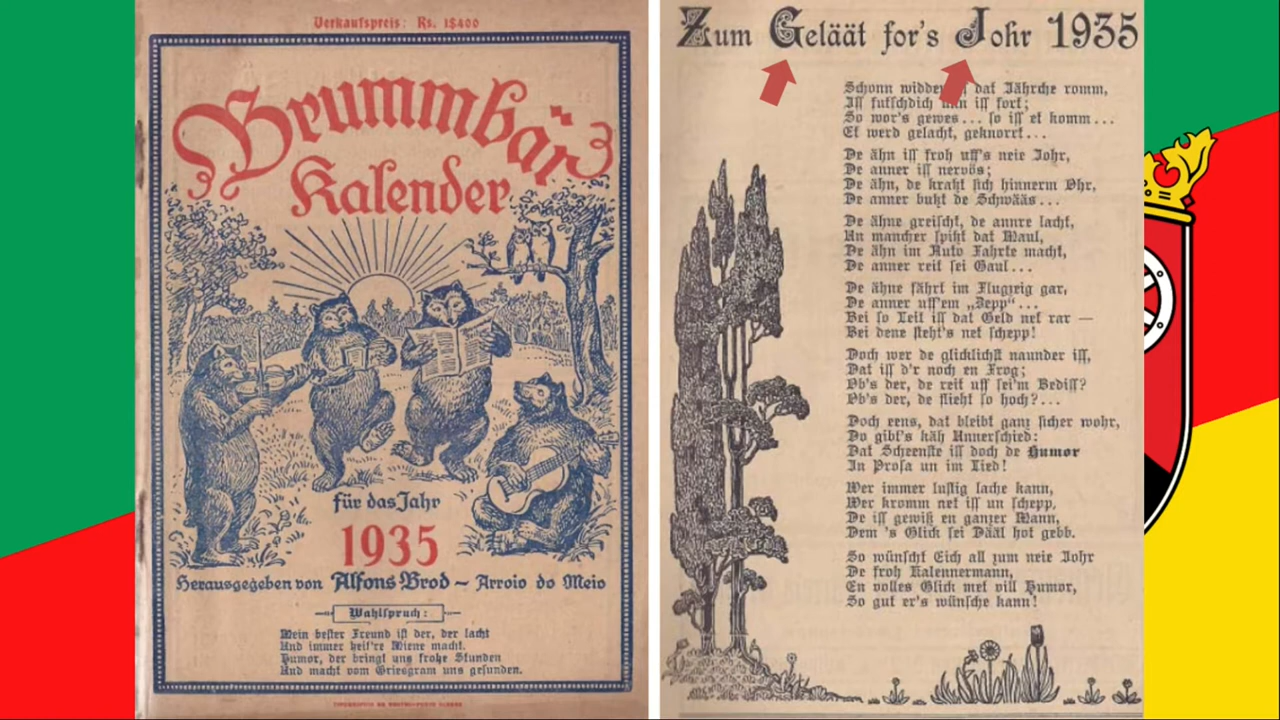 Verkaufspreis: Rs. 1$400
Brummbär
Kalender
für das Jahr
1935
Herausgegeben von Alfons Brod – Arroio do Meio
Wahlspruch:
Mein bester Freund ist der, der lacht
Und immer heit're Miene macht.
Humor, der bringt uns frohe Stunden
Und macht vom Griesgram uns gesunden.
Zum Geläät for's Johr 1935
Schonn widder dat Jährche romm,
Iss futschdich un iss fort;
So wor's gewes... so iss et komm...
Et werd gelacht, geknorrt...
De ähn iss froh uff's neie Johr,
De anner iss nervös;
De ähn, de kratzt sich hinnerm Ohr,
De anner butzt de Schwääs...
De ähne greischt, de annre lacht,
Un mancher spitzt dat Maul,
De ähn im Auto Fahrte macht,
De anner reit sei Gaul...
De ähne fährt im Flugzeig gar,
De anner uff'em „Zepp“...
Bei so Leit iss dat Geld net rar —
Bei dene steht's net schepp!
Doch wer de glicklichst naunder iss,
Dat iss d'r noch en Frog;
Ob's der, de reit uff sei'm Bediss?
Ob's der, de flieht so hoch?...
Doch eens, dat bleibt ganz sicher wohr,
Do gibt's käh Unnerschied:
Dat Scheenste iss doch de Humor
In Prosa un im Lied!
Wer immer lustig lache kann,
Wer kromm net iss un schepp,
De iss gewiß en ganzer Mann,
Dem 's Glick sei Dääl hot gebb.
So wünscht Eich all zum neie Johr
De froh Kalennermann,
En volles Glick met vill Humor,
So gut er's wünsche kann!